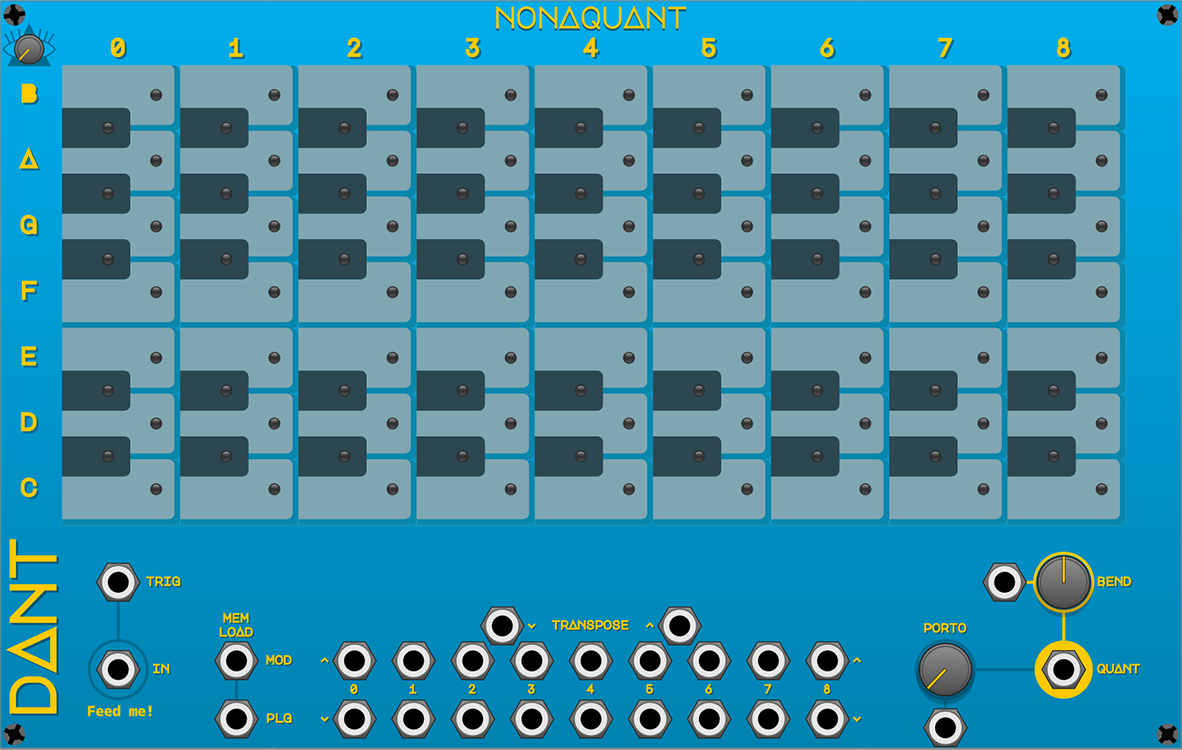 NONAQUANT
0 1 2 3 4 5 6 7 8
B
A
G
F
E
D
C
DANT
TRIG
IN
Feed me!
MEM
LOAD
MOD
PLG
TRANSPOSE
0 1 2 3 4 5 6 7 8
PORTO
BEND
QUANT